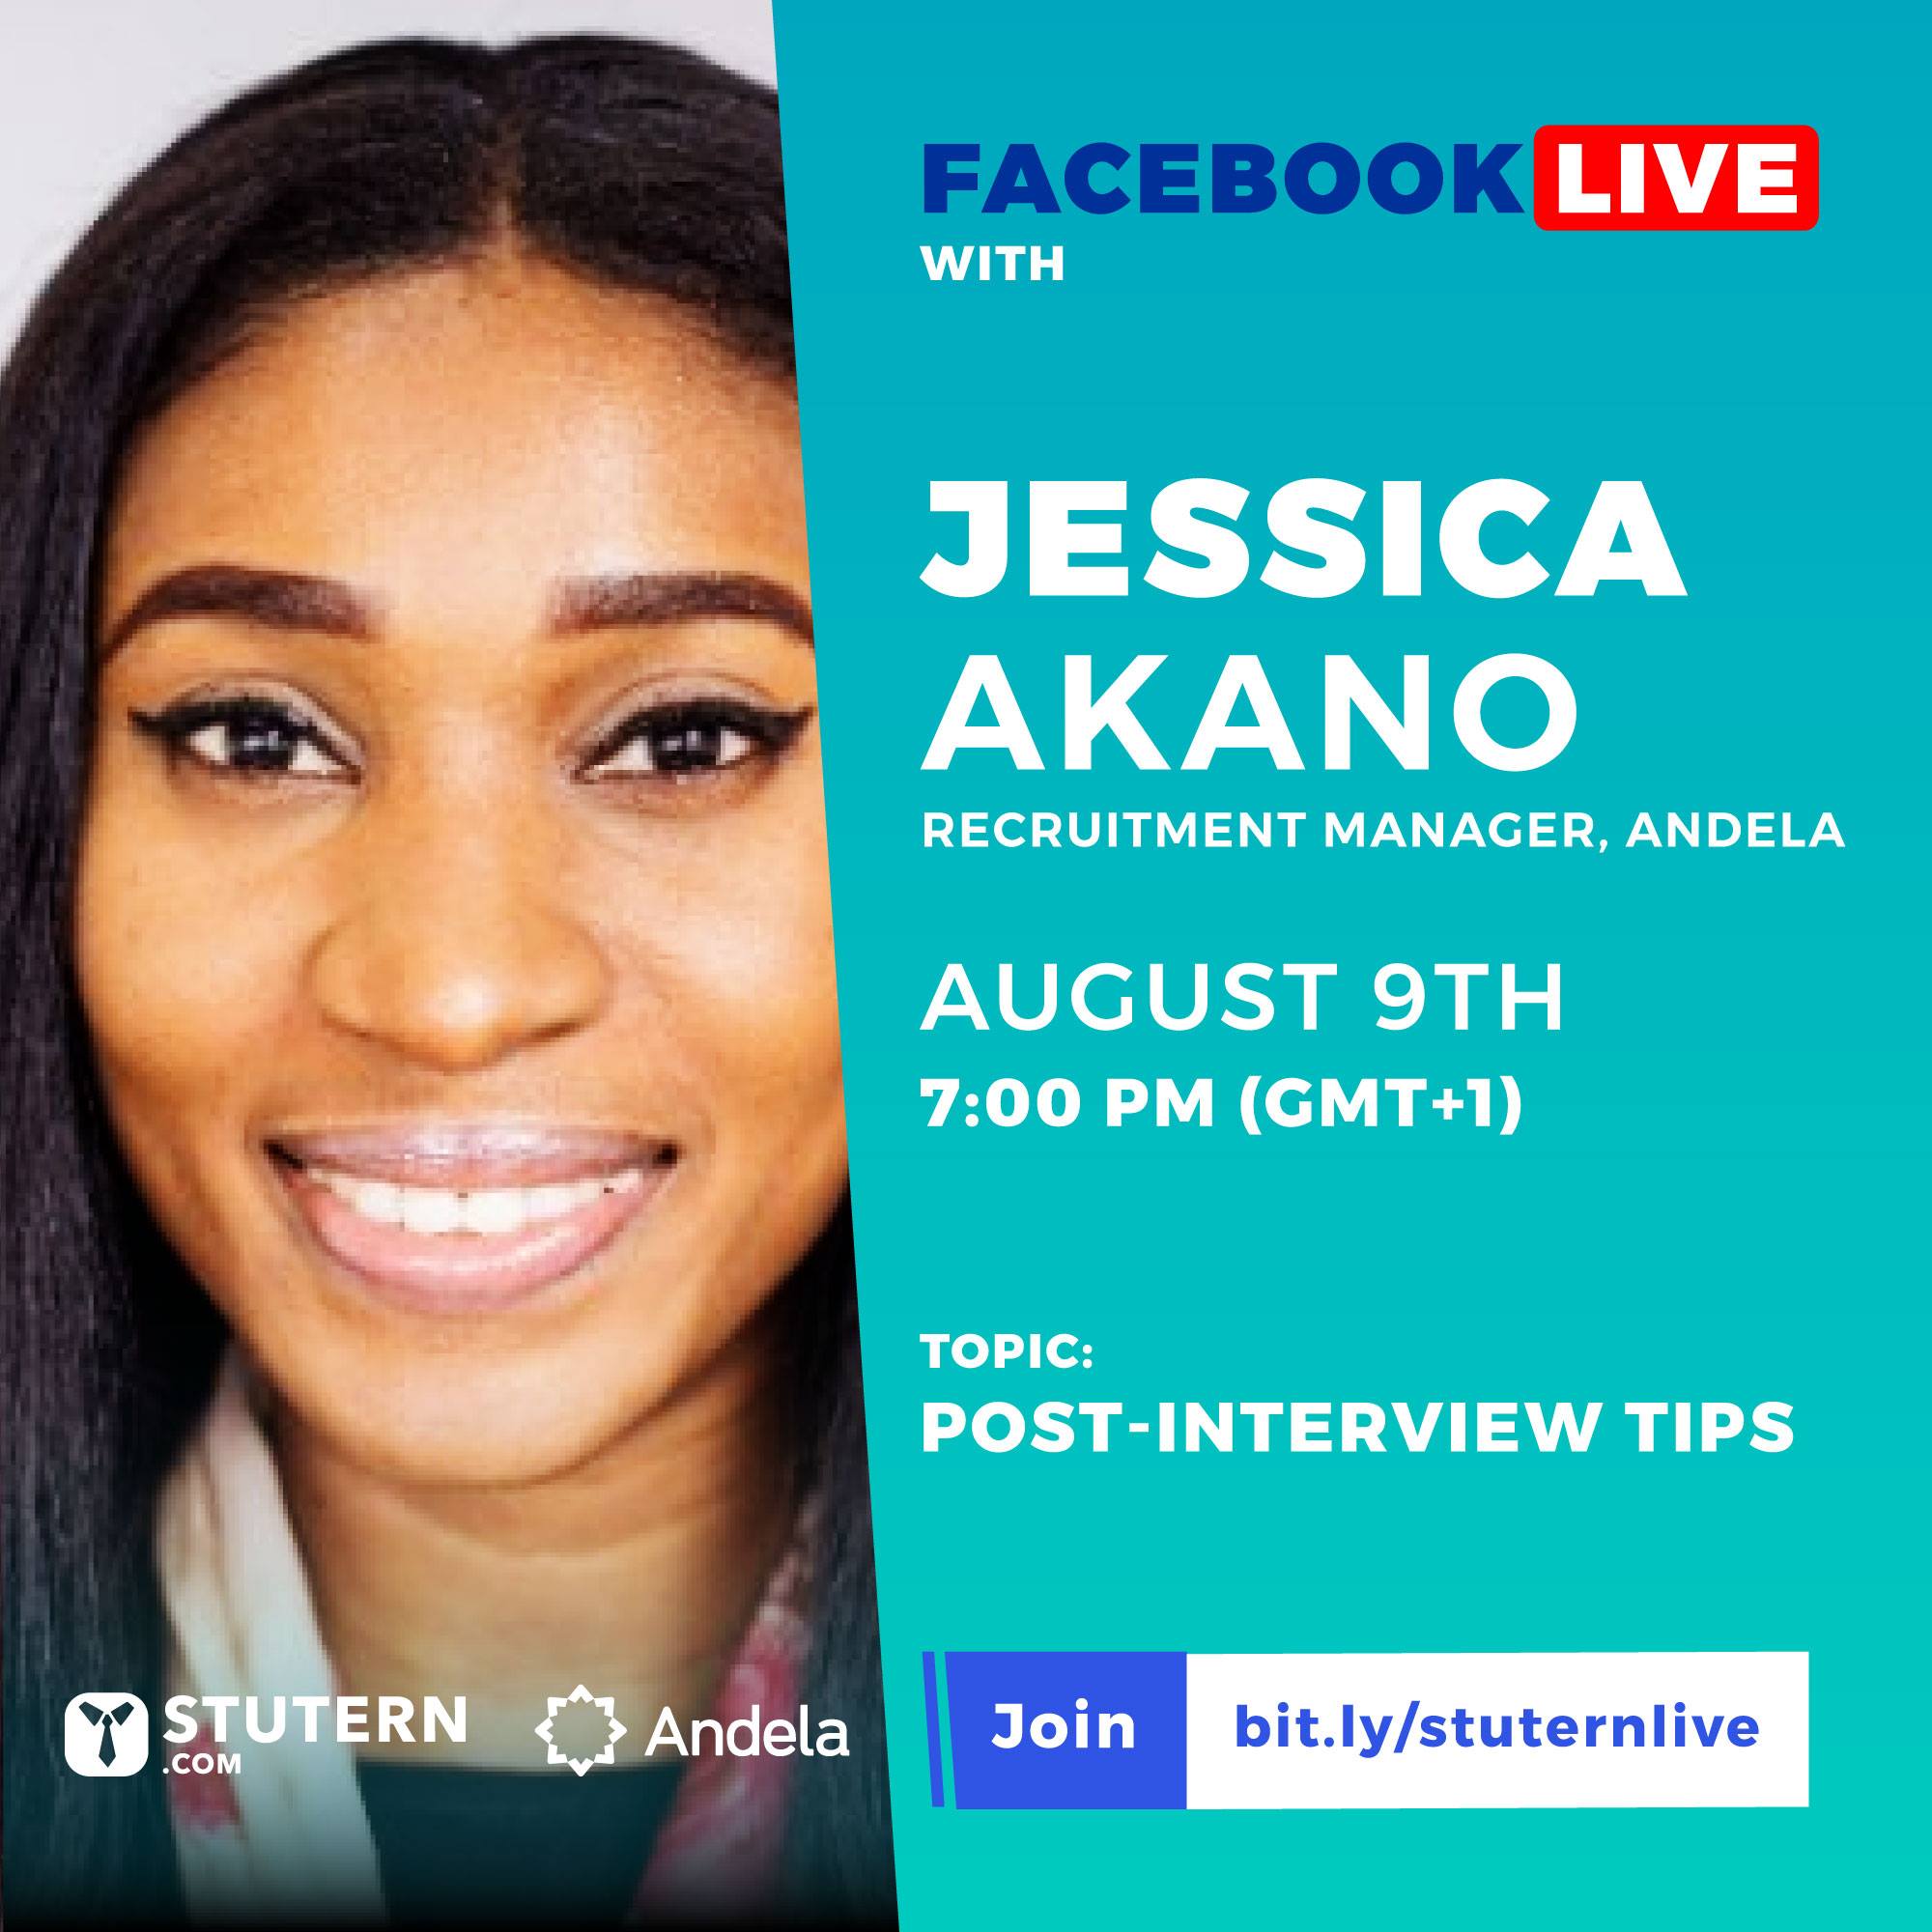 FACEBOOK LIVE
WITH
JESSICA
AKANO
RECRUITMENT MANAGER, ANDELA
AUGUST 9TH
7:00 PM (GMT+1)
TOPIC:
POST-INTERVIEW TIPS
Join bit.ly/stuternlive
STUTERN
.COM
Andela